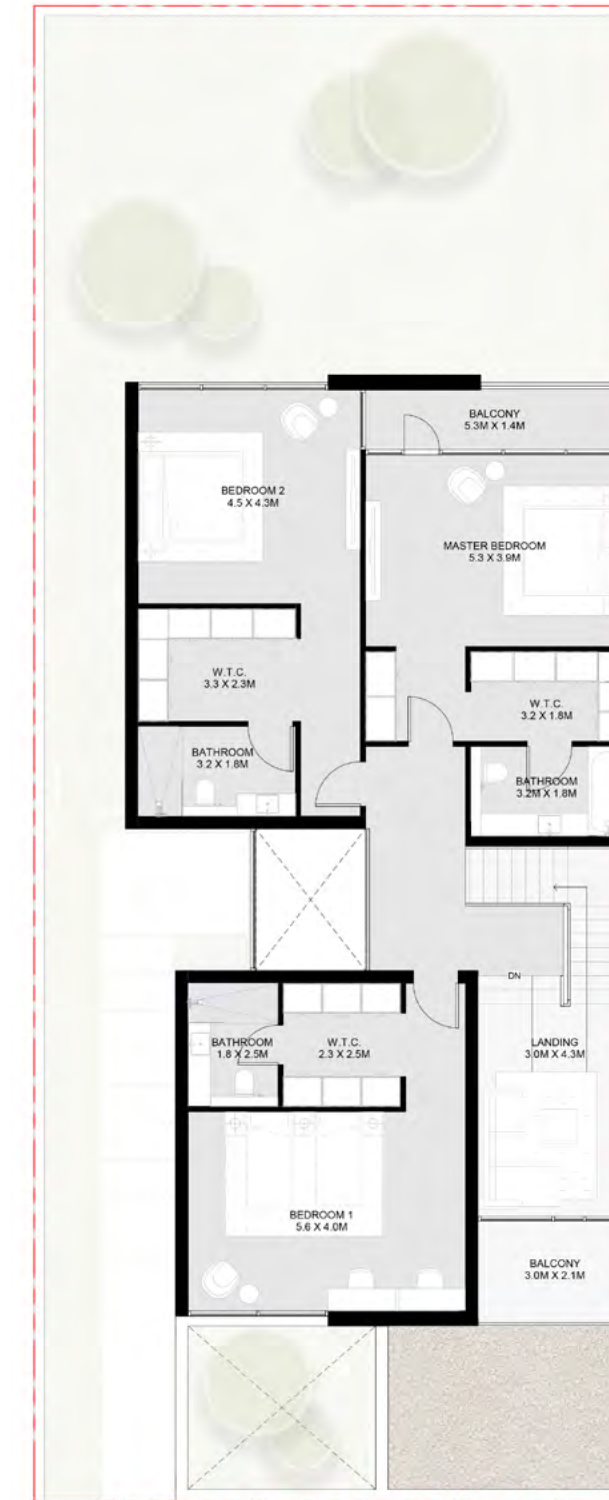 BALCONY
5.3M X 1.4M
BEDROOM 2
4.5 X 4.3M
MASTER BEDROOM
5.3 X 3.9M
W.T.C.
3.3 X 2.3M
W.T.C.
3.2 X 1.8M
BATHROOM
3.2 X 1.8M
BATHROOM
3.2M X 1.8M
DN
BATHROOM
1.8 X 2.5M
W.T.C.
2.3 X 2.5M
LANDING
3.0M X 4.3M
BEDROOM 1
5.6 X 4.0M
BALCONY
3.0M X 2.1M